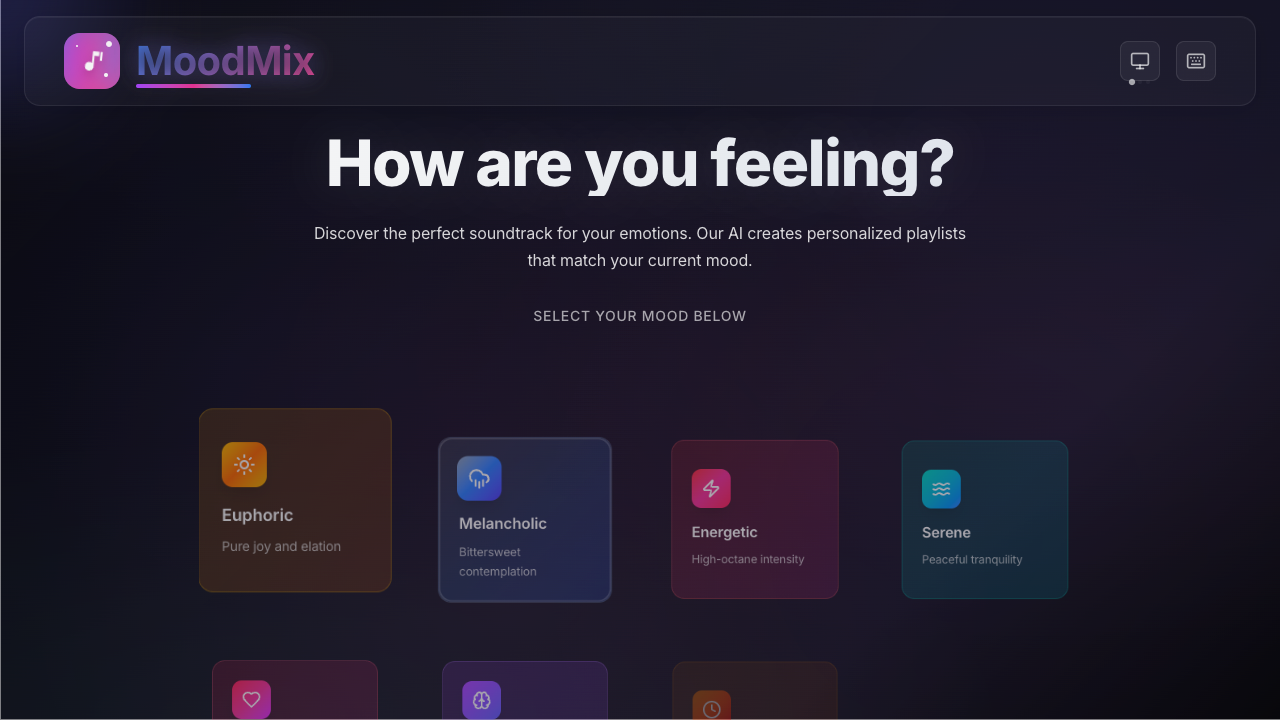 MoodMix
How are you feeling?
Discover the perfect soundtrack for your emotions. Our AI creates personalized playlists
that match your current mood.
SELECT YOUR MOOD BELOW
Euphoric
Pure joy and elation
Melancholic
Bittersweet
contemplation
Energetic
High-octane intensity
Serene
Peaceful tranquility